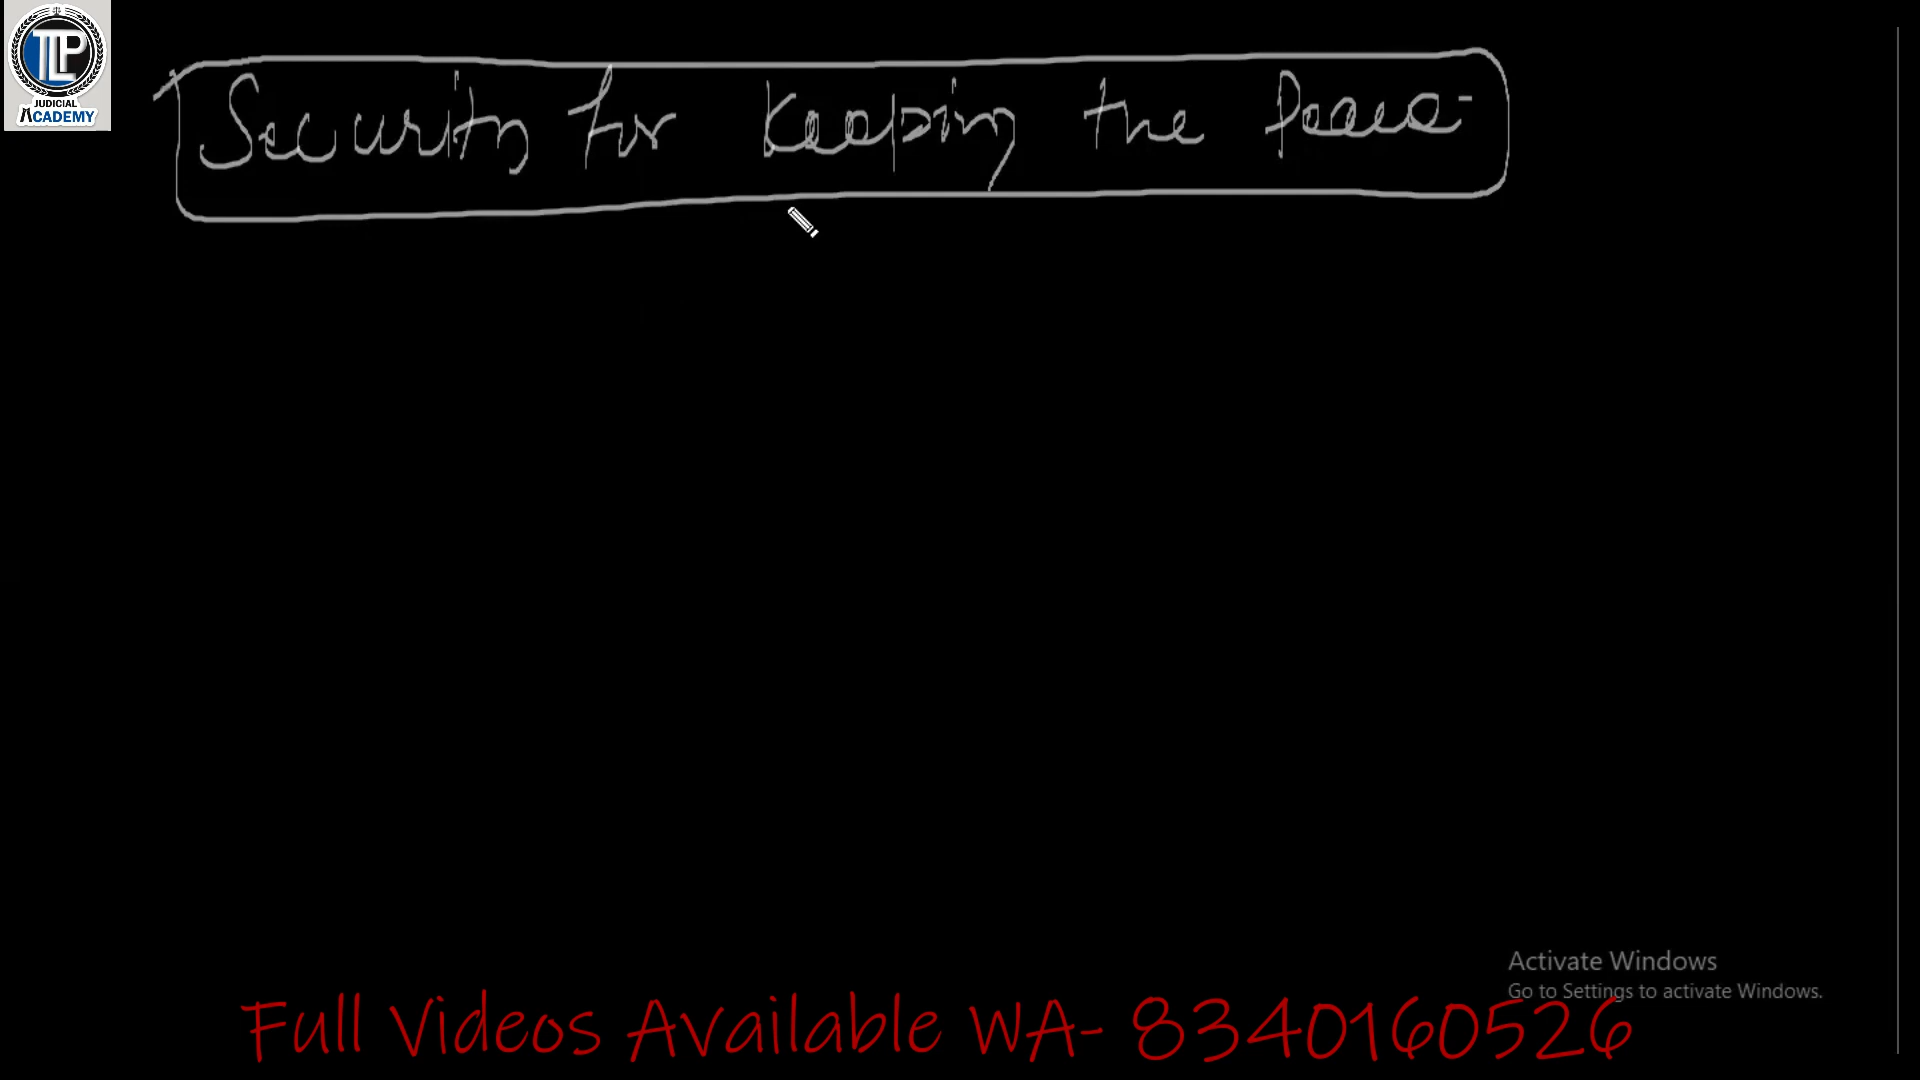 TLP
JUDICIAL
ACADEMY
Security for Keeping the Peace
Activate Windows
Go to Settings to activate Windows.
Full Videos Available WA- 8340160526